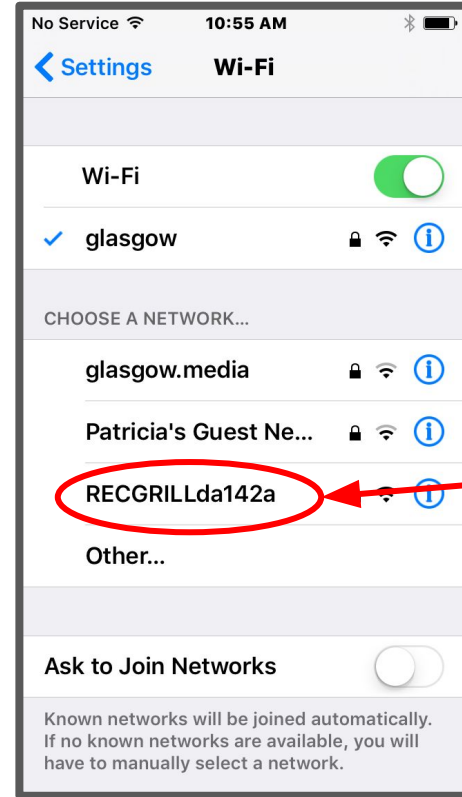 No Service 10:55 AM
Settings Wi-Fi
Wi-Fi
glasgow
CHOOSE A NETWORK...
glasgow.media
Patricia's Guest Ne...
RECGRILLda142a
Other...
Ask to Join Networks
Known networks will be joined automatically.
If no known networks are available, you will
have to manually select a network.